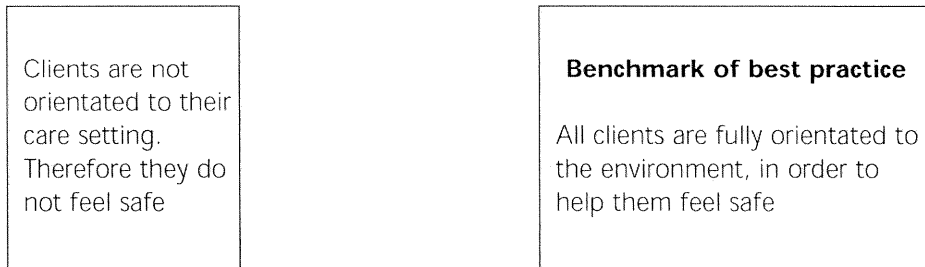 Clients are not
orientated to their
care setting.
Therefore they do
not feel safe
Benchmark of best practice
All clients are fully orientated to
the environment, in order to
help them feel safe